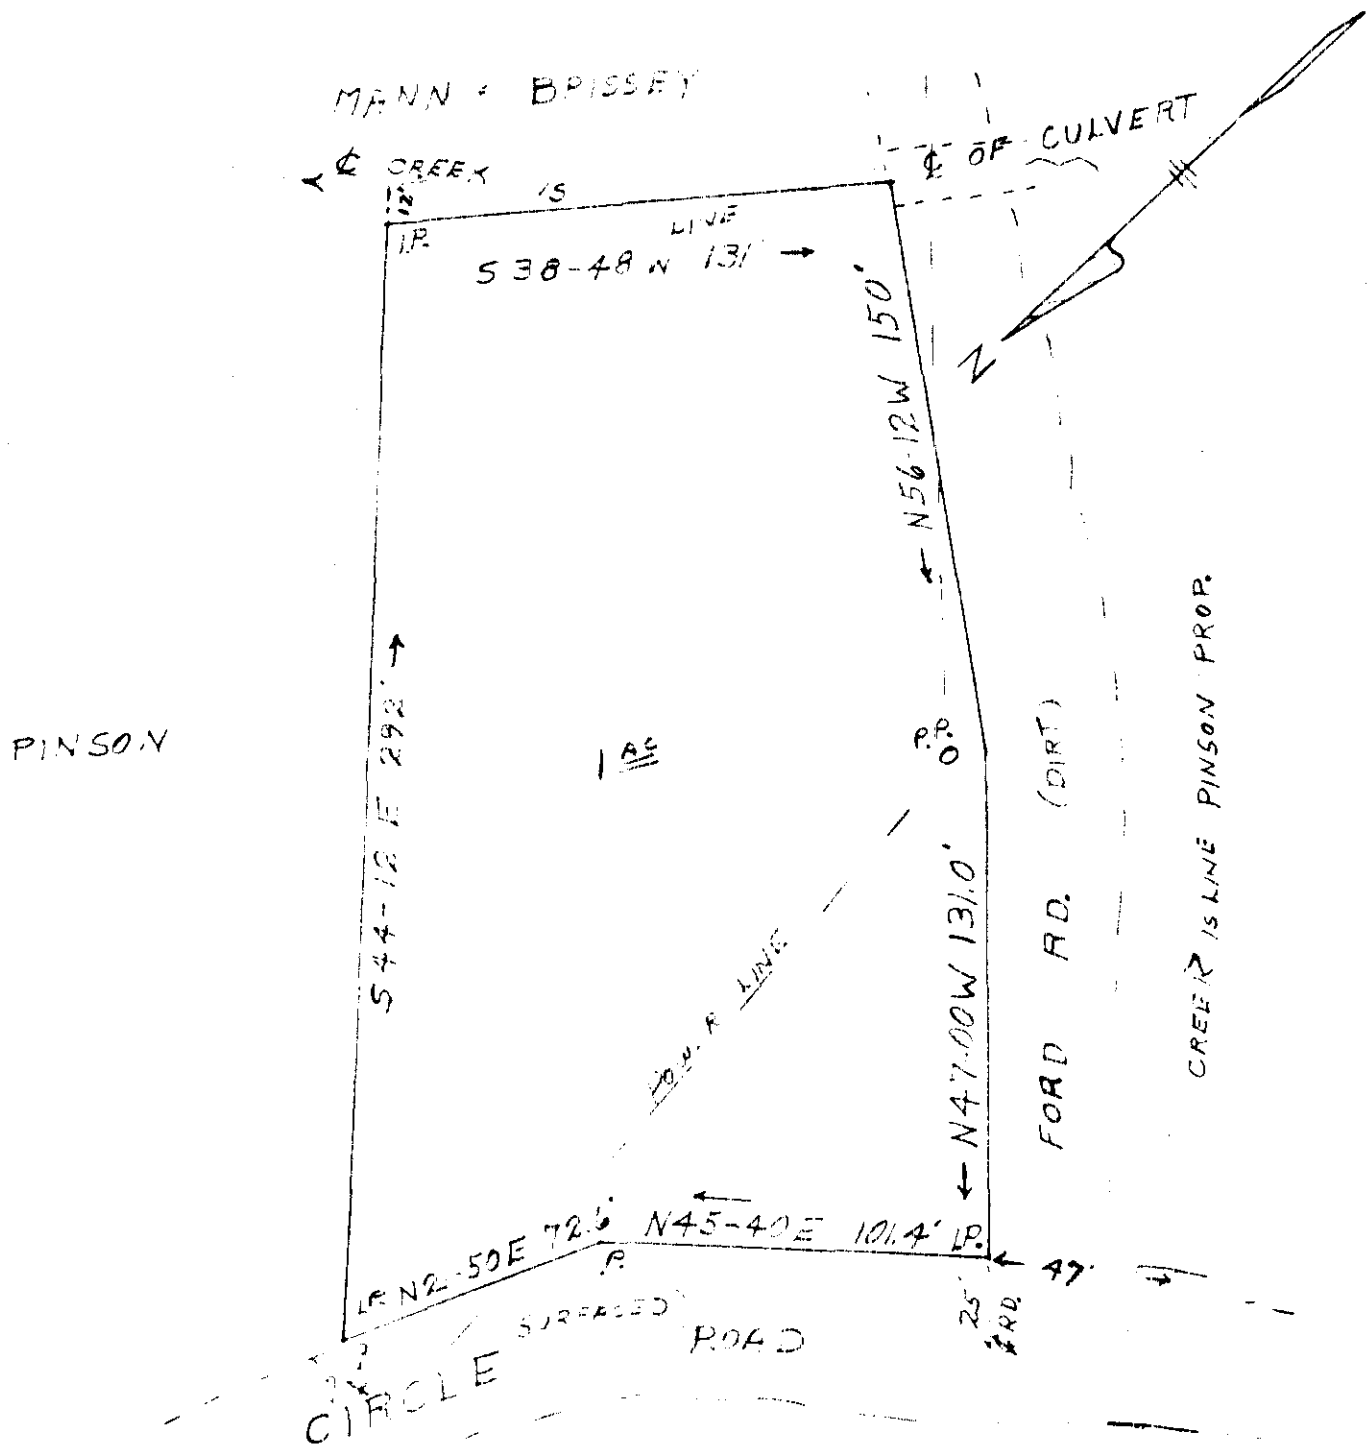 MANN & BRISSEY
℄ CREEK IS LINE
℄ OF CULVERT
12'
I.P.
S 38-48 W 131' →
N
← N56-12W 150'
S 44-12 E 292' →
PINSON
1 AC
P.P.
POWER LINE
← N47-00W 131.0'
FORD RD. (DIRT)
CREEK IS LINE PINSON PROP.
← N45-40E 101.4'
I.P.
72.6'
I.P.
I.P.
← 47'
25'
℄ RD.
SURFACED
CIRCLE ROAD